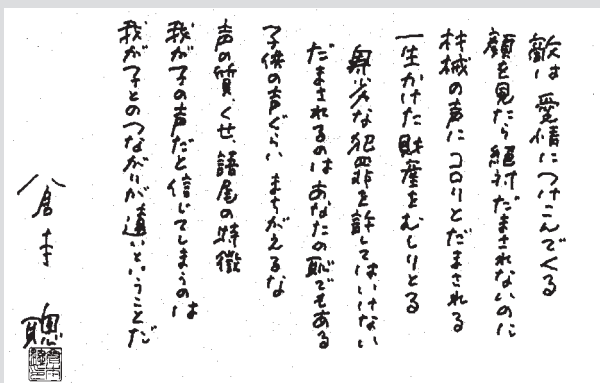 敵は愛情につけこんでくる
顔を見たら絶対だまされないのに
機械の声にコロリとだまされる
一生かけた財産をむしりとる
卑劣な犯罪を許してはいけない
だまされるのはあなたの恥でもある
子供の声ぐらいまちがえるな
声の質、くせ、語尾の特徴
我が子の声だと信じてしまうのは
我が子とのつながりが遠いということだ
倉本聰